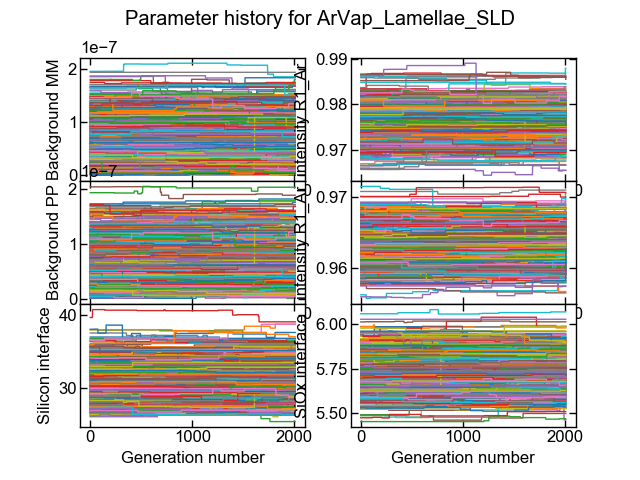 Parameter history for ArVap_Lamellae_SLD
1e−7
Background MM
2
1
0
intensity R1_Ar
0.99
0.98
0.97
0
1e−7
Background PP
2
1
0
intensity R1_Ar
0.97
0.96
0
Silicon interface
40
30
0
1000
2000
Generation number
SiOx interface
6.00
5.75
5.50
0
1000
2000
Generation number